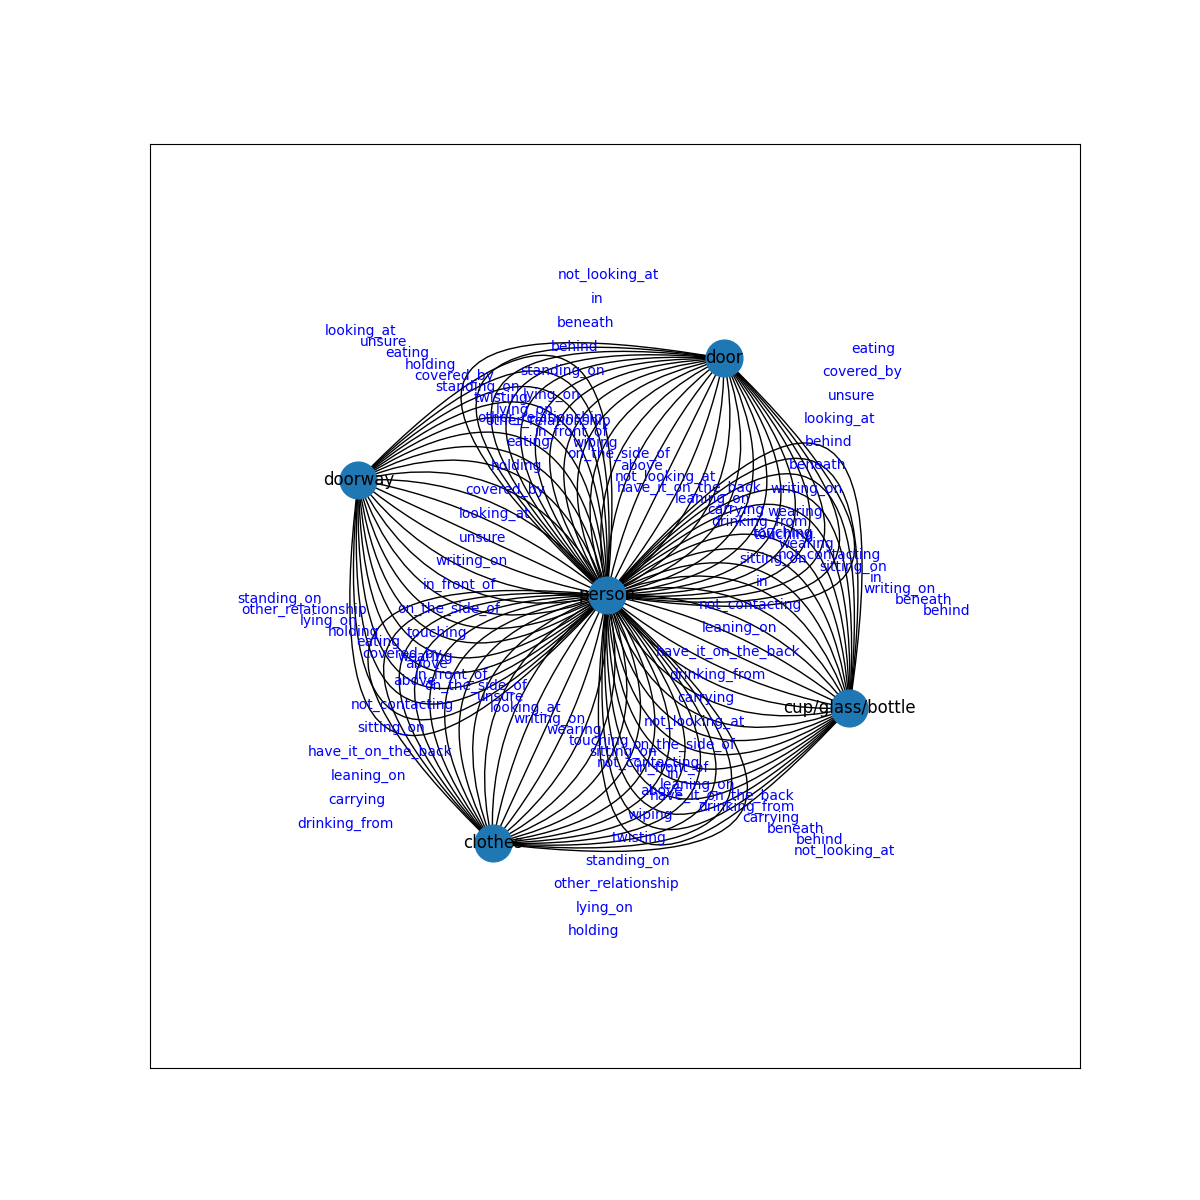 not_looking_at
in
beneath
behind
looking_at
unsure
eating
holding
covered_by
standing_on
twisting
lying_on
other_relationship
in_front_of
wiping
on_the_side_of
above
not_looking_at
have_it_on_the_back
leaning_on
carrying
drinking_from
touching
wearing
not_contacting
sitting_on
in
writing_on
beneath
behind
door
eating
covered_by
unsure
looking_at
behind
beneath
writing_on
wearing
touching
sitting_on
in
not_contacting
leaning_on
have_it_on_the_back
drinking_from
carrying
not_looking_at
on_the_side_of
in_front_of
above
wiping
twisting
standing_on
other_relationship
lying_on
holding
standing_on
lying_on
other_relationship
eating
holding
covered_by
looking_at
unsure
writing_on
in_front_of
on_the_side_of
touching
wearing
above
not_contacting
sitting_on
have_it_on_the_back
leaning_on
carrying
drinking_from
doorway
person
cup/glass/bottle
clothes
standing_on
other_relationship
lying_on
holding
eating
covered_by
above
in_front_of
on_the_side_of
unsure
looking_at
writing_on
wearing
touching
sitting_on
not_contacting
in
leaning_on
have_it_on_the_back
drinking_from
carrying
beneath
behind
not_looking_at